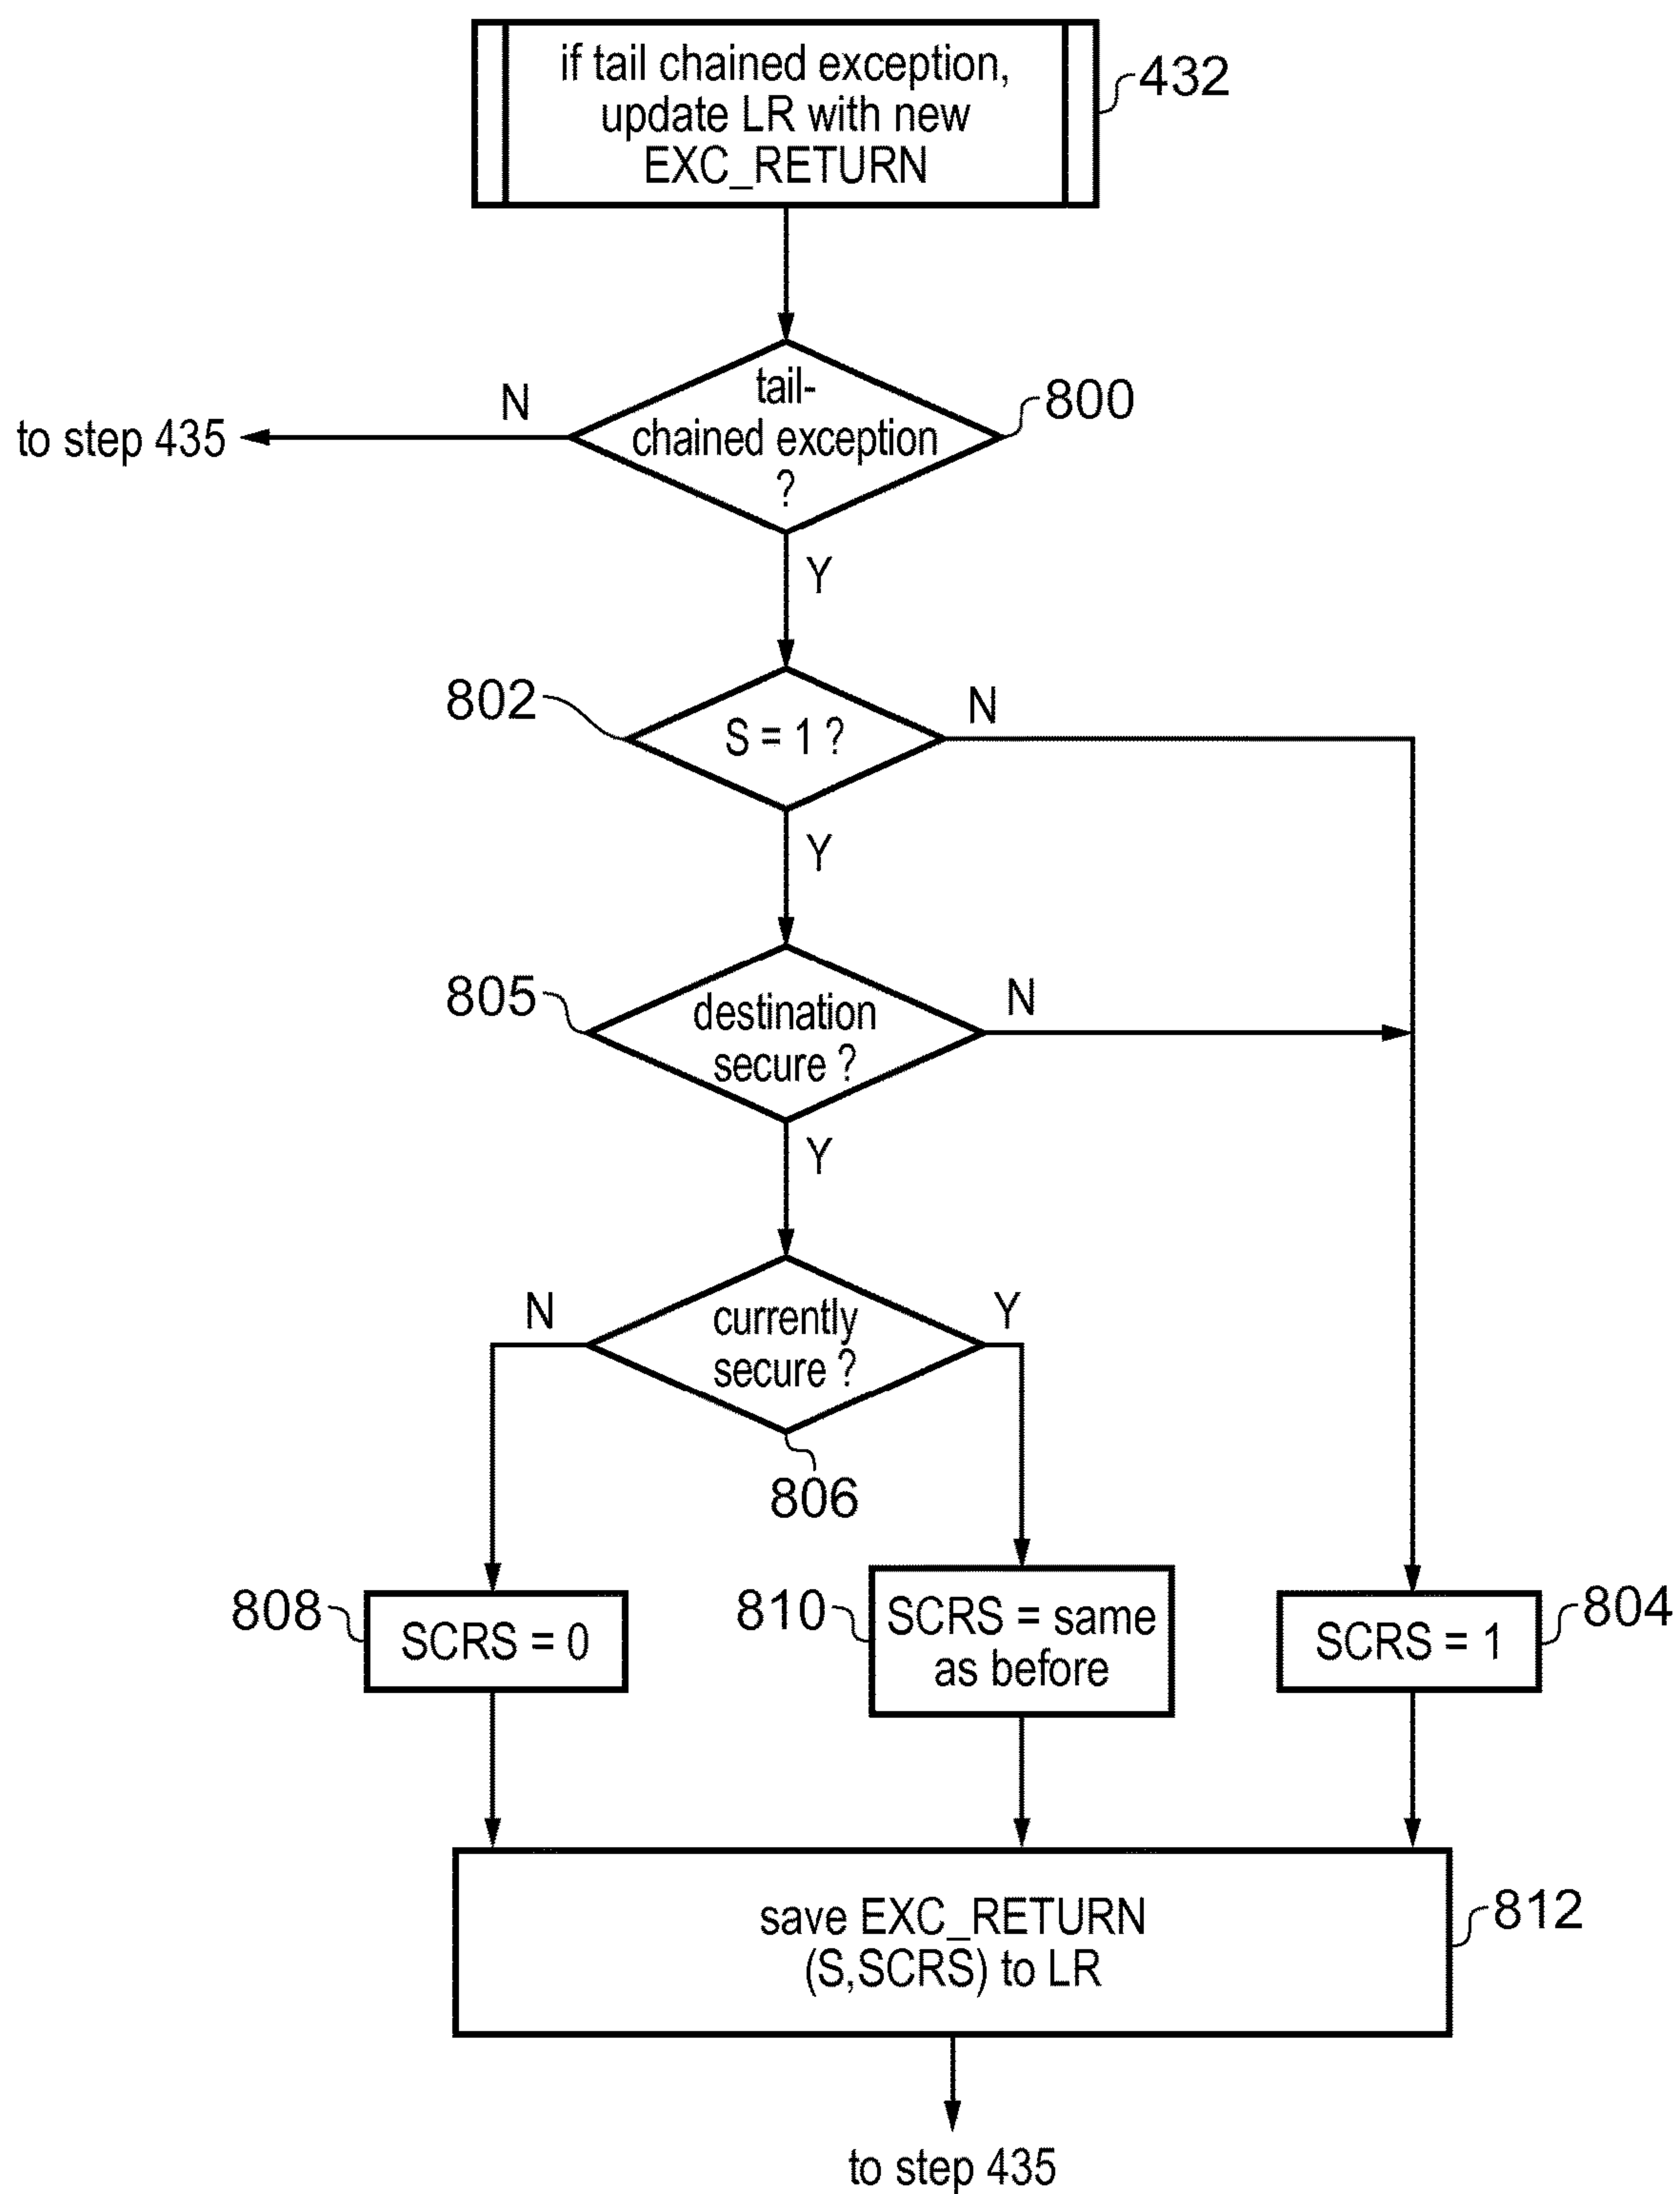 if tail chained exception,
update LR with new
EXC_RETURN
432
tail-
chained exception
?
800
N
to step 435
Y
802
S = 1 ?
N
Y
805
destination
secure ?
N
Y
N
currently
secure ?
Y
806
808
SCRS = 0
810
SCRS = same
as before
SCRS = 1
804
save EXC_RETURN
(S,SCRS) to LR
812
to step 435